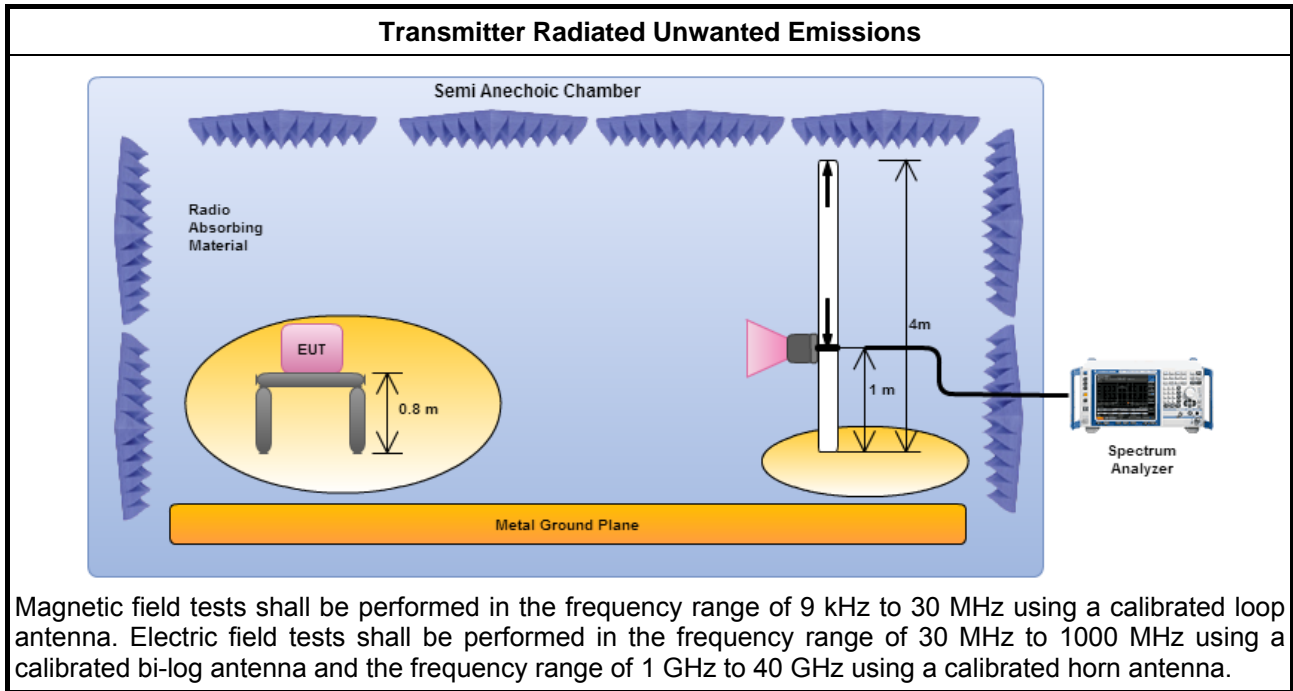 Transmitter Radiated Unwanted Emissions
Semi Anechoic Chamber
Radio
Absorbing
Material
EUT
0.8 m
4m
1 m
Spectrum
Analyzer
Metal Ground Plane
Magnetic field tests shall be performed in the frequency range of 9 kHz to 30 MHz using a calibrated loop
antenna. Electric field tests shall be performed in the frequency range of 30 MHz to 1000 MHz using a
calibrated bi-log antenna and the frequency range of 1 GHz to 40 GHz using a calibrated horn antenna.